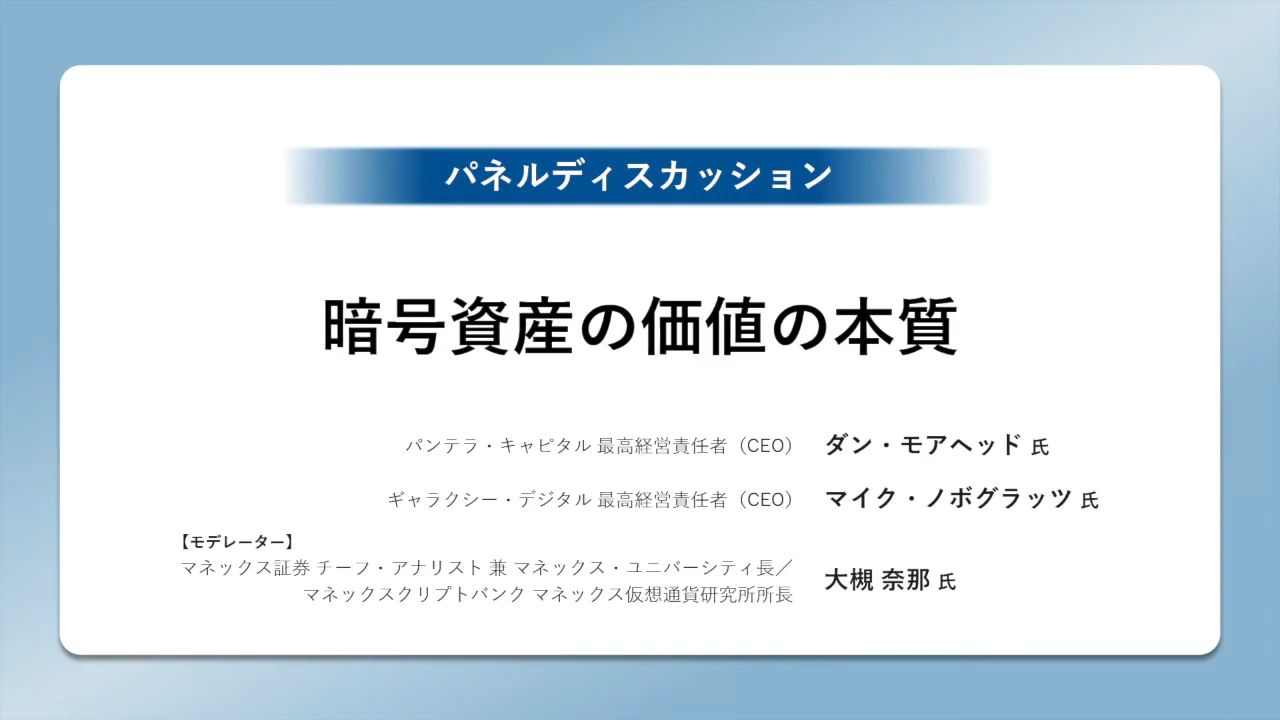 パネルディスカッション
暗号資産の価値の本質
パンテラ・キャピタル 最高経営責任者（CEO） ダン・モアヘッド 氏
ギャラクシー・デジタル 最高経営責任者（CEO） マイク・ノボグラッツ 氏
【モデレーター】
マネックス証券 チーフ・アナリスト 兼 マネックス・ユニバーシティ長／
マネックスクリプトバンク マネックス仮想通貨研究所所長
大槻 奈那 氏